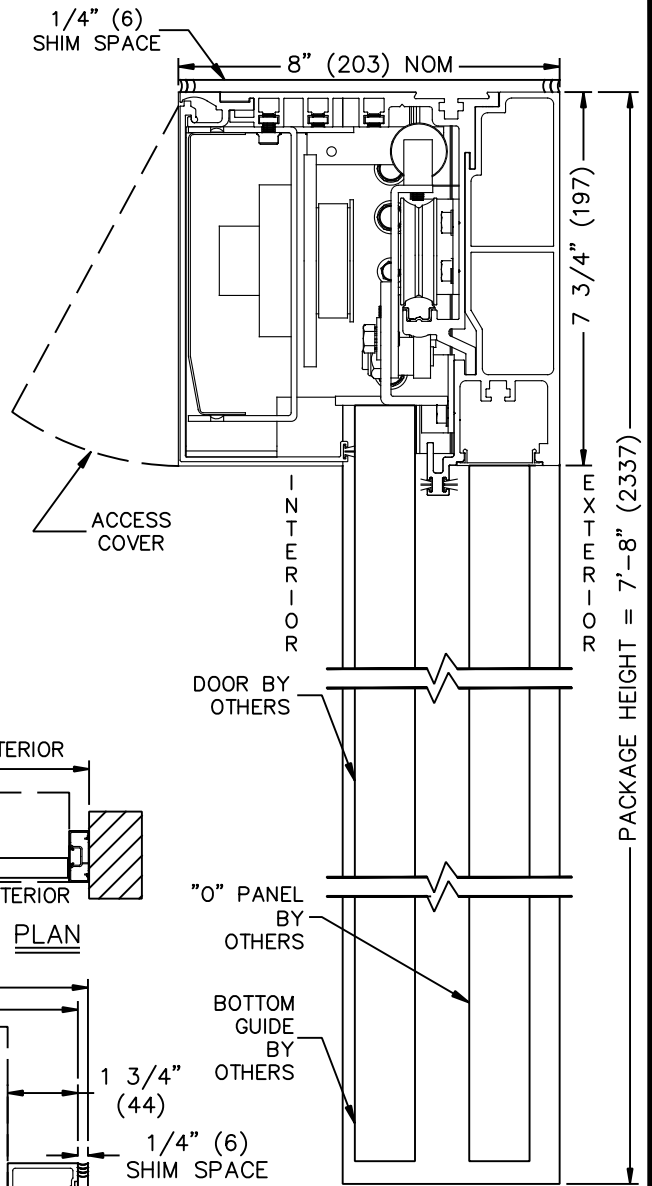 1/4" (6)
SHIM SPACE
8" (203) NOM
7 3/4" (197)
PACKAGE HEIGHT = 7'-8" (2337)
ACCESS
COVER
INTERIOR
EXTERIOR
DOOR BY
OTHERS
TERIOR
TERIOR
PLAN
"O" PANEL
BY
OTHERS
BOTTOM
GUIDE
BY
OTHERS
1 3/4"
(44)
1/4" (6)
SHIM SPACE